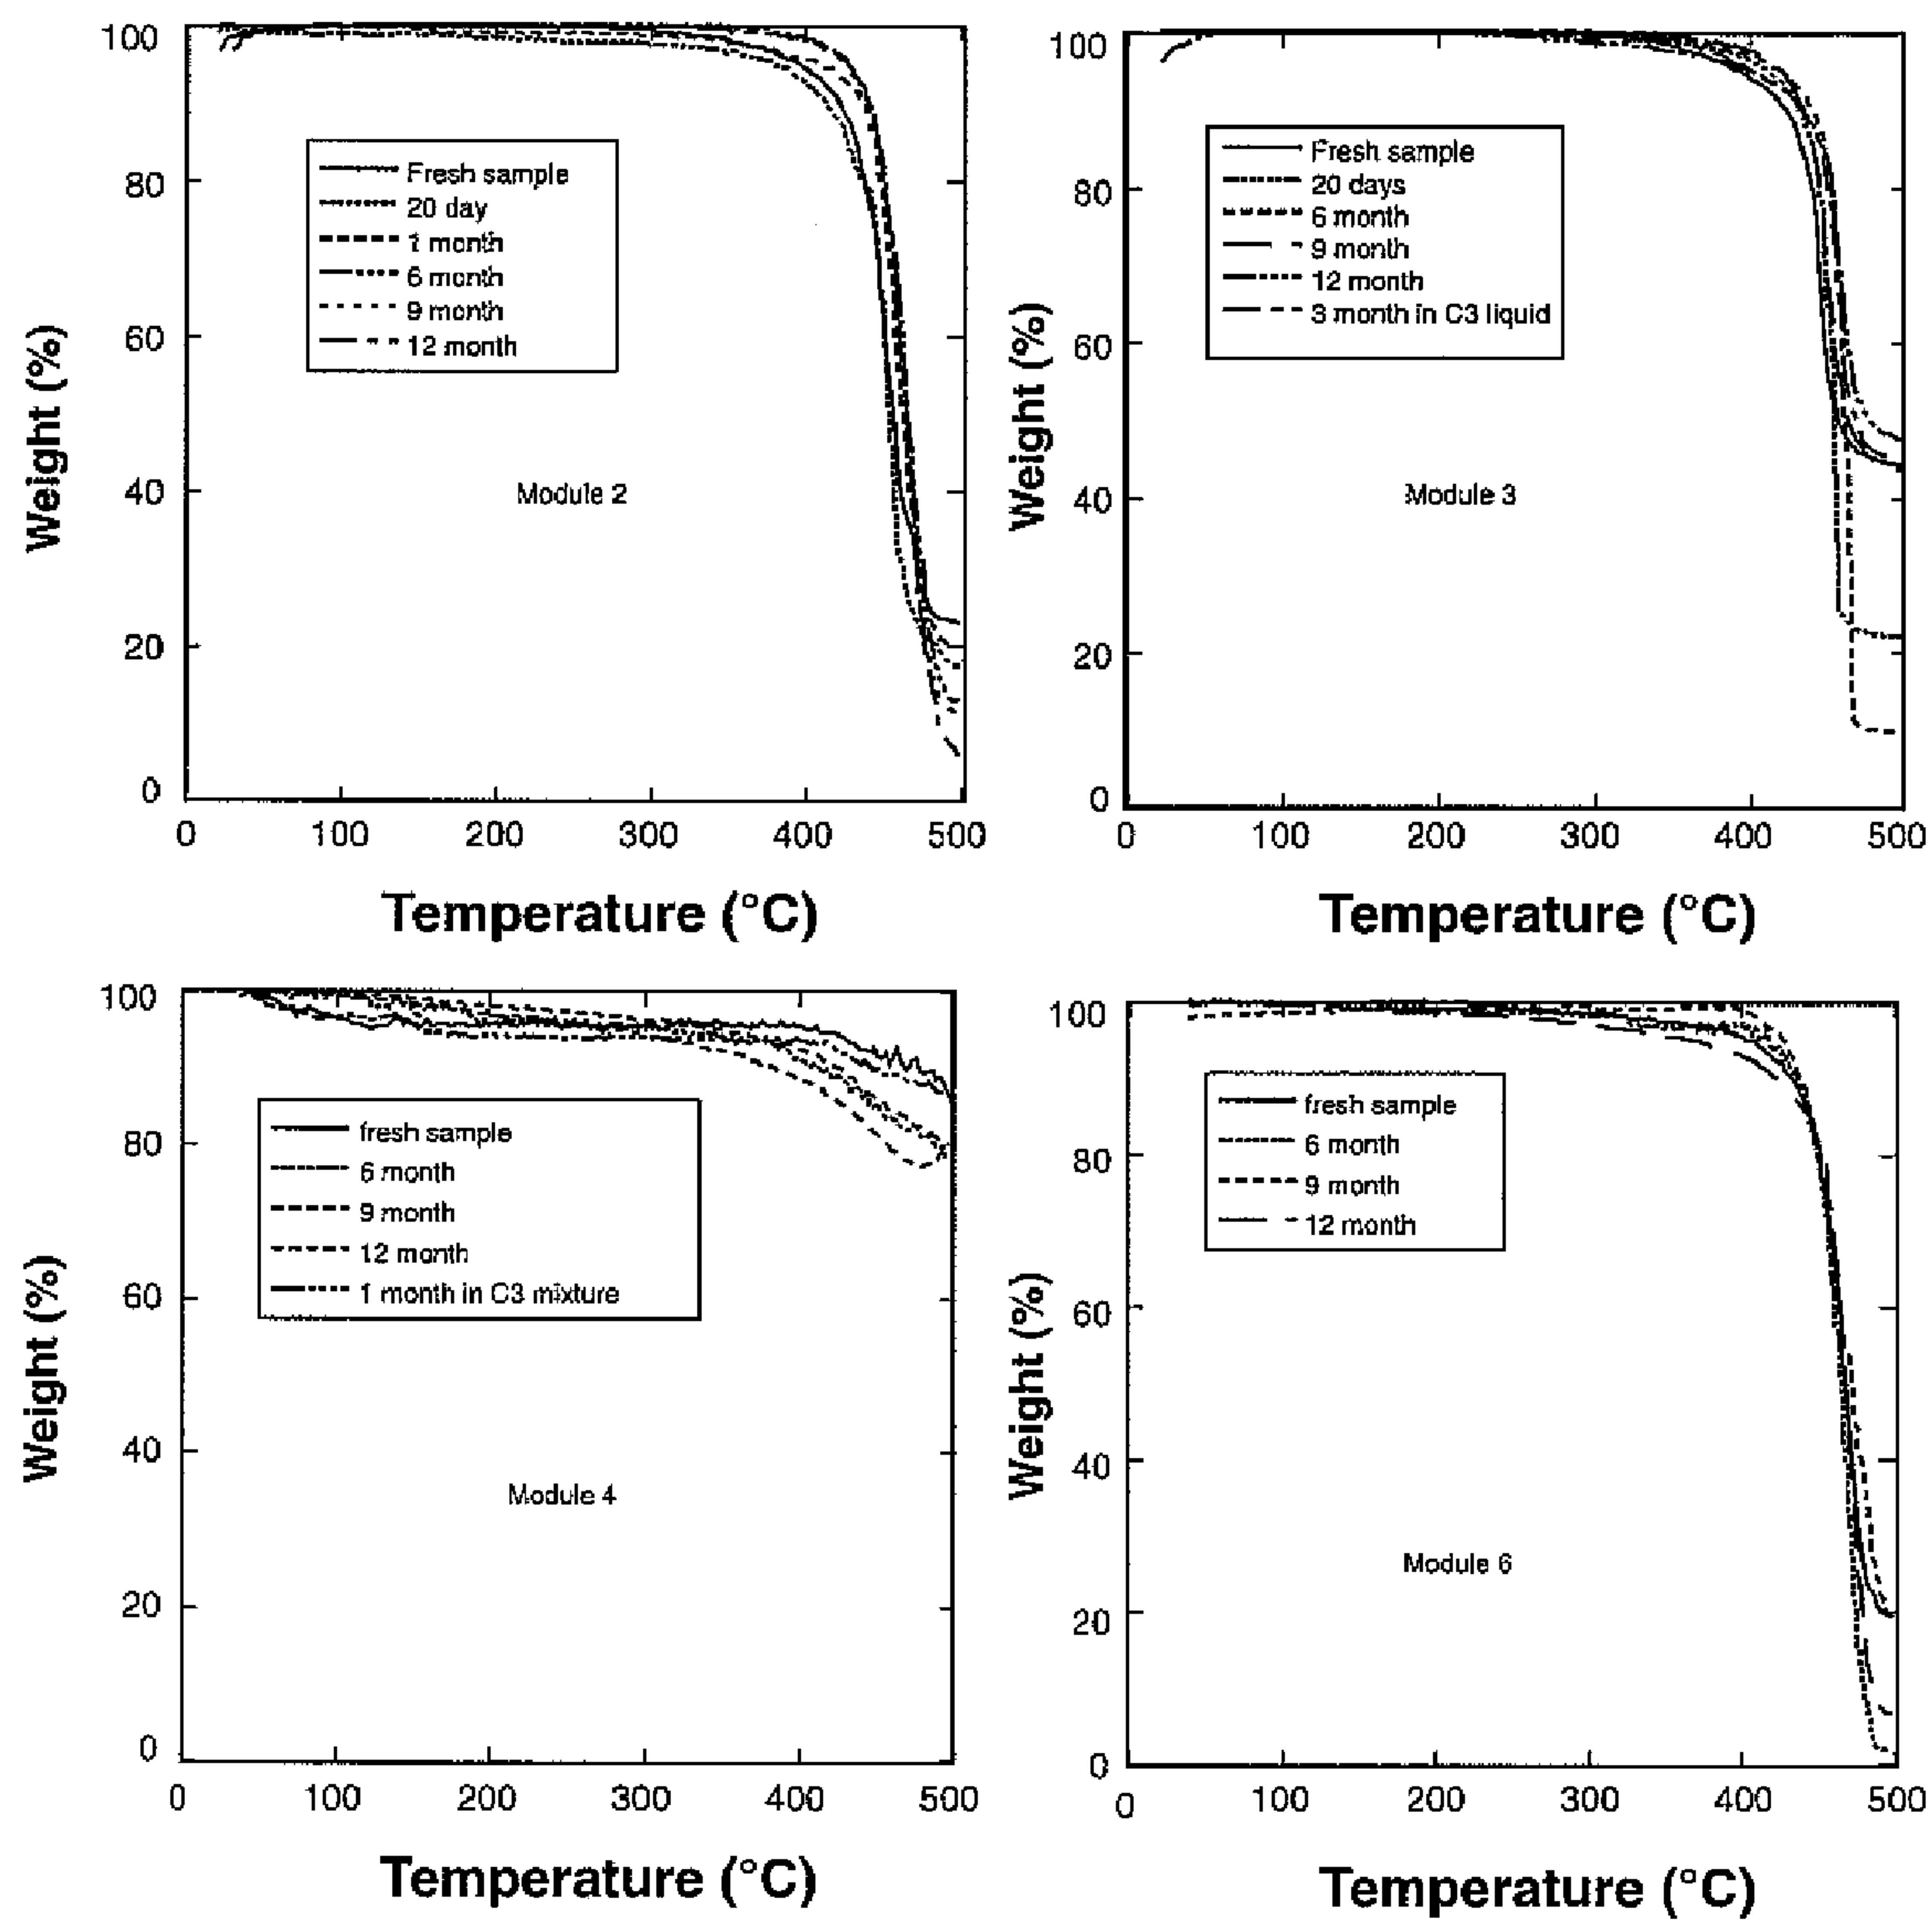 100
80
60
40
20
0
Weight (%)
Fresh sample
20 day
1 month
6 month
9 month
12 month
Module 2
0 100 200 300 400 500
Temperature (°C)
100
80
60
40
20
0
Weight (%)
Fresh sample
20 days
6 month
9 month
12 month
3 month in C3 liquid
Module 3
0 100 200 300 400 500
Temperature (°C)
100
80
60
40
20
0
Weight (%)
fresh sample
6 month
9 month
12 month
1 month in C3 mixture
Module 4
0 100 200 300 400 500
Temperature (°C)
100
80
60
40
20
0
Weight (%)
fresh sample
6 month
9 month
12 month
Module 6
0 100 200 300 400 500
Temperature (°C)